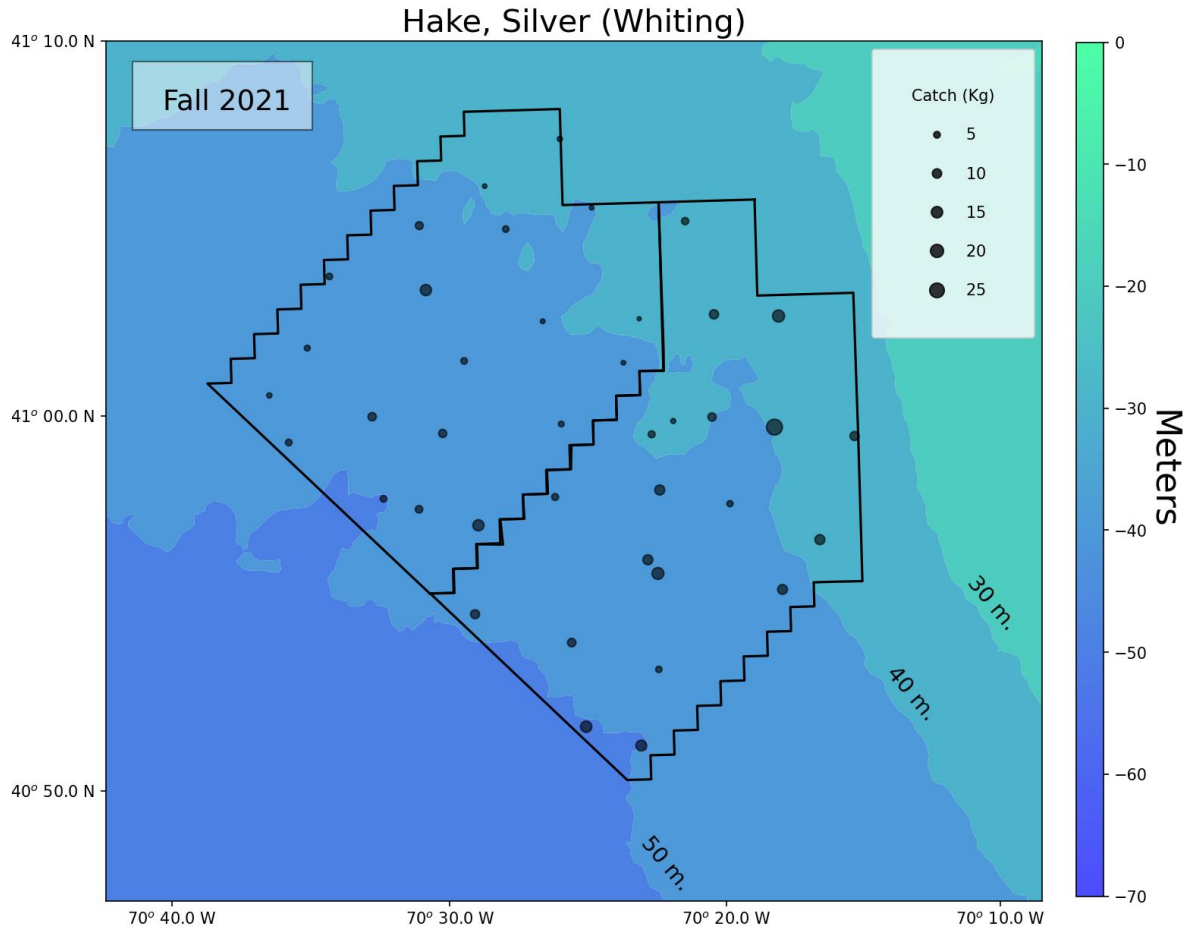 Hake, Silver (Whiting)
41° 10.0 N
41° 00.0 N
40° 50.0 N
Fall 2021
Catch (Kg)
5
10
15
20
25
30 m.
40 m.
50 m.
70° 40.0 W
70° 30.0 W
70° 20.0 W
70° 10.0 W
0
−10
−20
−30
−40
−50
−60
−70
Meters